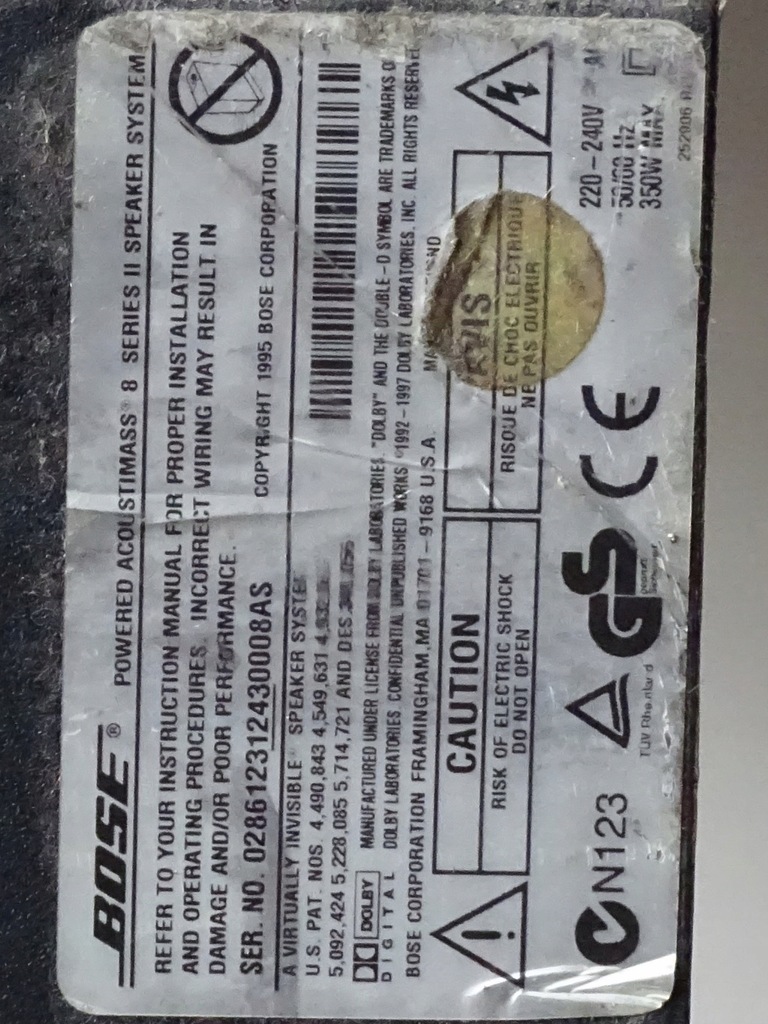 BOSE® POWERED ACOUSTIMASS® 8 SERIES II SPEAKER SYSTEM
REFER TO YOUR INSTRUCTION MANUAL FOR PROPER INSTALLATION
AND OPERATING PROCEDURES. INCORRECT WIRING MAY RESULT IN
DAMAGE AND/OR POOR PERFORMANCE.
SER. NO. 028612312430008AS COPYRIGHT 1995 BOSE CORPORATION
A VIRTUALLY INVISIBLE® SPEAKER SYSTEM
U.S. PAT. NOS. 4,490,843 4,549,631
5,092,424 5,228,085 5,714,721 AND DES.
DOLBY MANUFACTURED UNDER LICENSE FROM DOLBY LABORATORIES. "DOLBY" AND THE DOUBLE-D SYMBOL ARE TRADEMARKS
DIGITAL DOLBY LABORATORIES. CONFIDENTIAL UNPUBLISHED WORKS ©1992-1997 DOLBY LABORATORIES, INC. ALL RIGHTS RESERVED
BOSE CORPORATION FRAMINGHAM, MA 01701-9168 U.S.A.
CAUTION
RISK OF ELECTRIC SHOCK
DO NOT OPEN
AVIS
RISQUE DE CHOC ELECTRIQUE
NE PAS OUVRIR
220-240V
50/60 HZ
350W MAX
N123
TUV Rheinland
GS
CE
252006